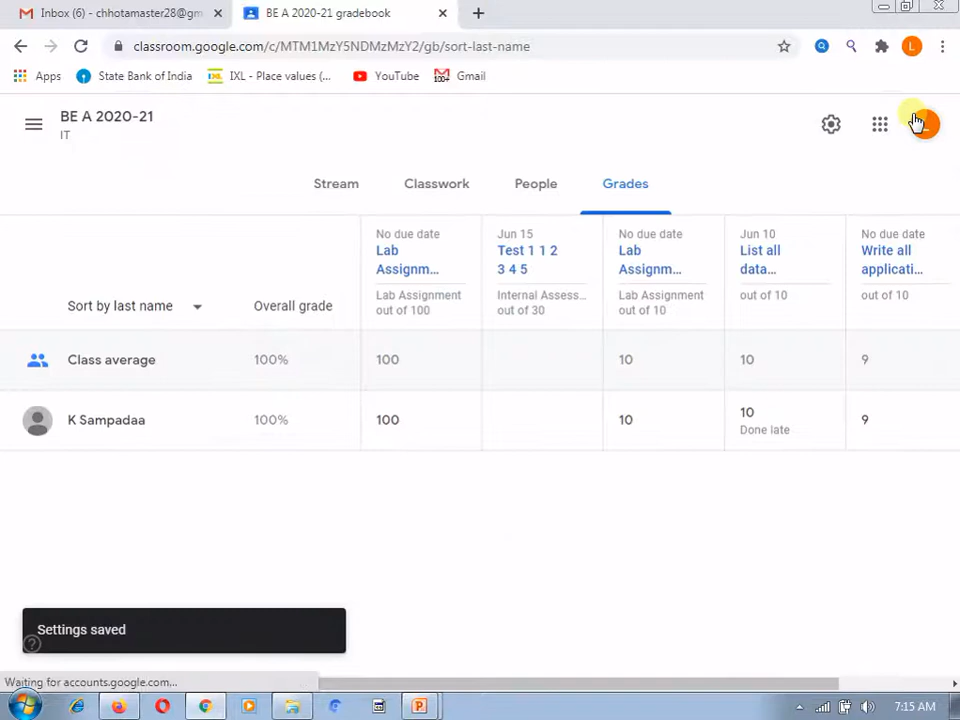 Inbox (6) - chhotamaster28@gm
BE A 2020-21 gradebook
classroom.google.com/c/MTM1MzY5NDMzMzY2/gb/sort-last-name
Apps
State Bank of India
IXL - Place values (...
YouTube
100+
Gmail
L
BE A 2020-21
IT
Stream
Classwork
People
Grades
Sort by last name
Overall grade
No due date
Lab
Assignm...
Lab Assignment
out of 100
Jun 15
Test 1 1 2
3 4 5
Internal Assess...
out of 30
No due date
Lab
Assignm...
Lab Assignment
out of 10
Jun 10
List all
data...
out of 10
No due date
Write all
applicati...
out of 10
Class average
100%
100
10
10
9
K Sampadaa
100%
100
10
10
Done late
9
Settings saved
?
Waiting for accounts.google.com...
7:15 AM